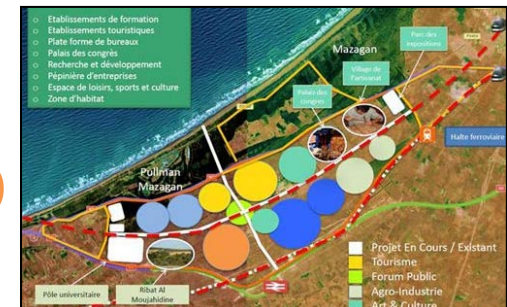 Etablissements de formation
Etablissements touristiques
Plate forme de bureaux
Palais des congrès
Recherche et développement
Pépinière d'entreprises
Espace de loisirs, sports et culture
Zone d'habitat
Mazagan
Parc des
expositions
Village de
l'artisanat
Palais des
congrès
Halte ferroviaire
Pullman
Mazagan
Pôle universitaire
Ribat Al
Moujahidine
Projet En Cours / Existant
Tourisme
Forum Public
Agro-Industrie
Art & Culture